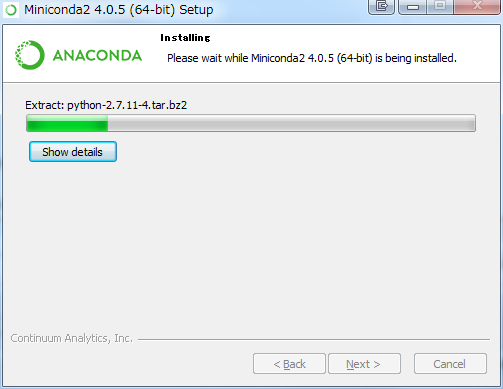 Miniconda2 4.0.5 (64-bit) Setup
Installing
Please wait while Miniconda2 4.0.5 (64-bit) is being installed.
ANACONDA
Extract: python-2.7.11-4.tar.bz2
Show details
Continuum Analytics, Inc.
< Back
Next >
Cancel